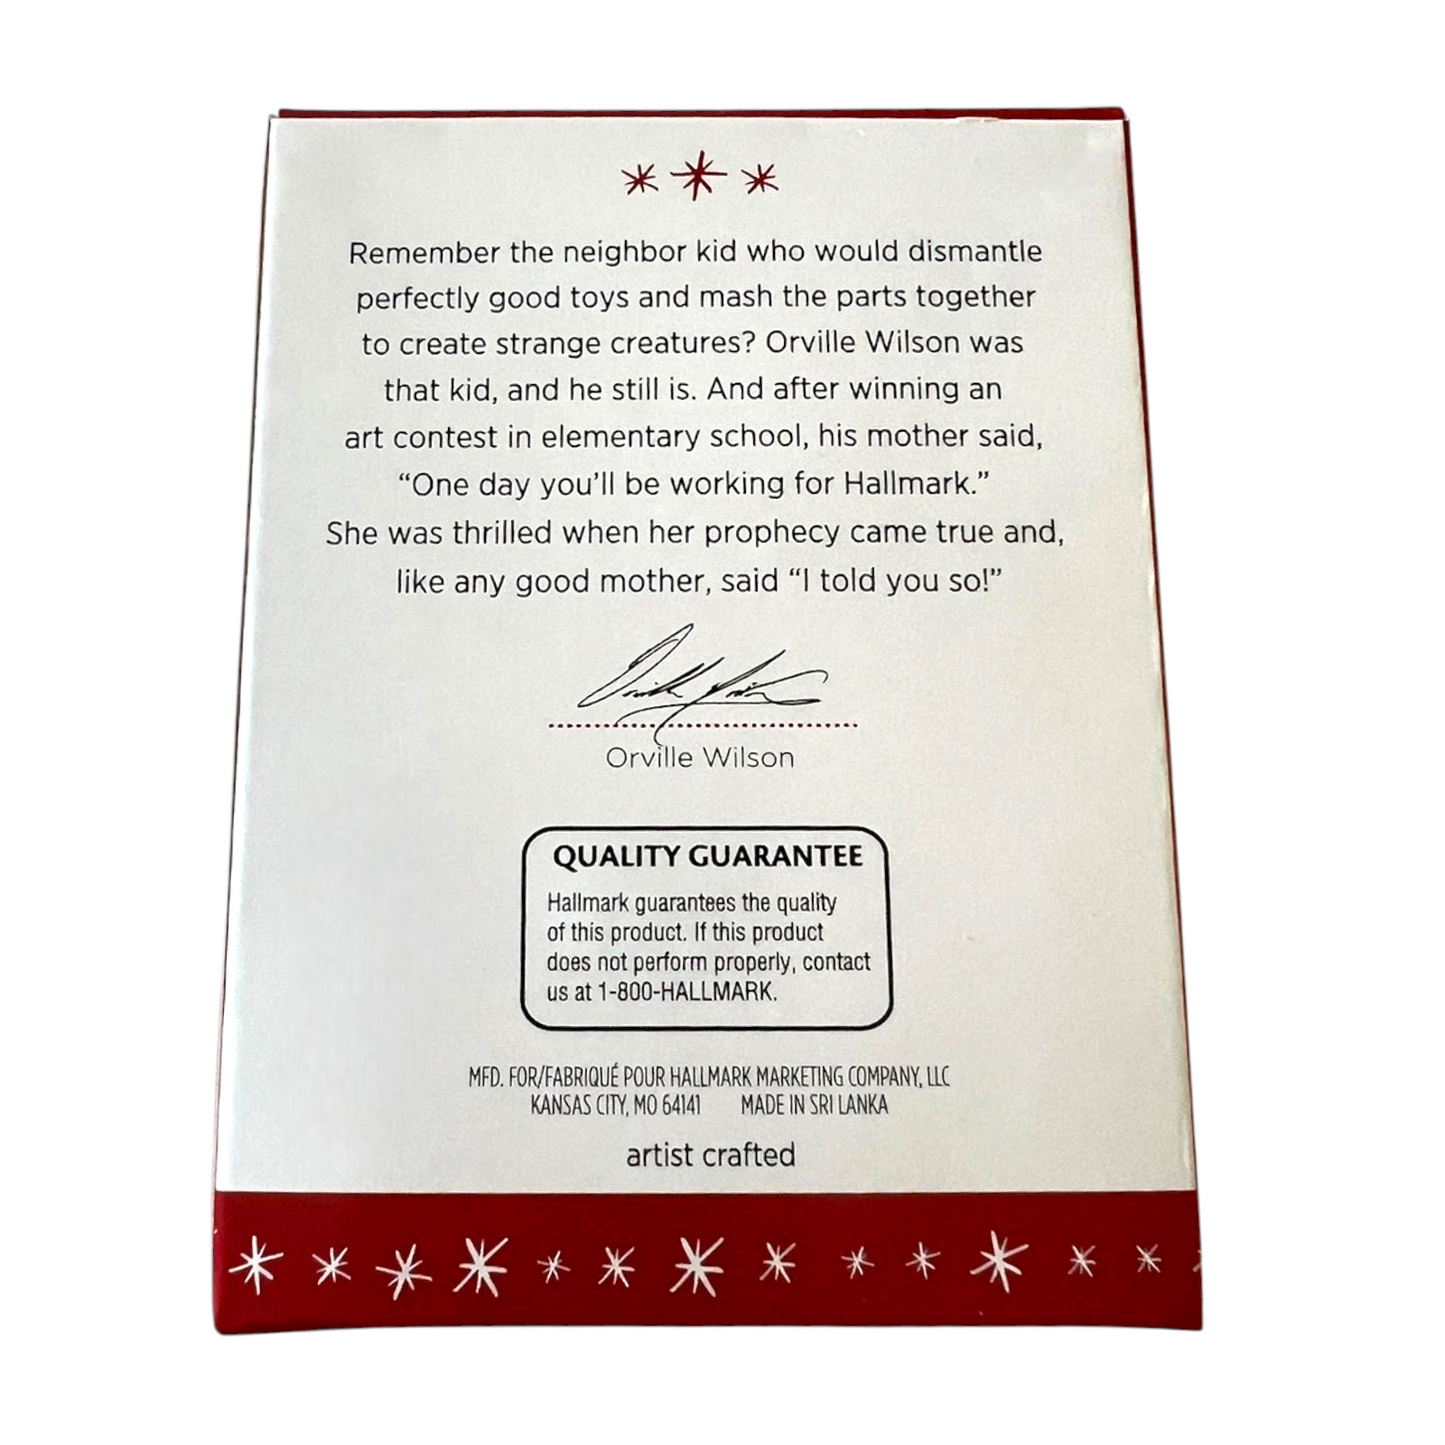 Remember the neighbor kid who would dismantle
perfectly good toys and mash the parts together
to create strange creatures? Orville Wilson was
that kid, and he still is. And after winning an
art contest in elementary school, his mother said,
“One day you’ll be working for Hallmark.”
She was thrilled when her prophecy came true and,
like any good mother, said “I told you so!”
Orville Wilson
Orville Wilson
QUALITY GUARANTEE
Hallmark guarantees the quality
of this product. If this product
does not perform properly, contact
us at 1-800-HALLMARK.
MFD. FOR/FABRIQUÉ POUR HALLMARK MARKETING COMPANY, LLC
KANSAS CITY, MO 64141 MADE IN SRI LANKA
artist crafted